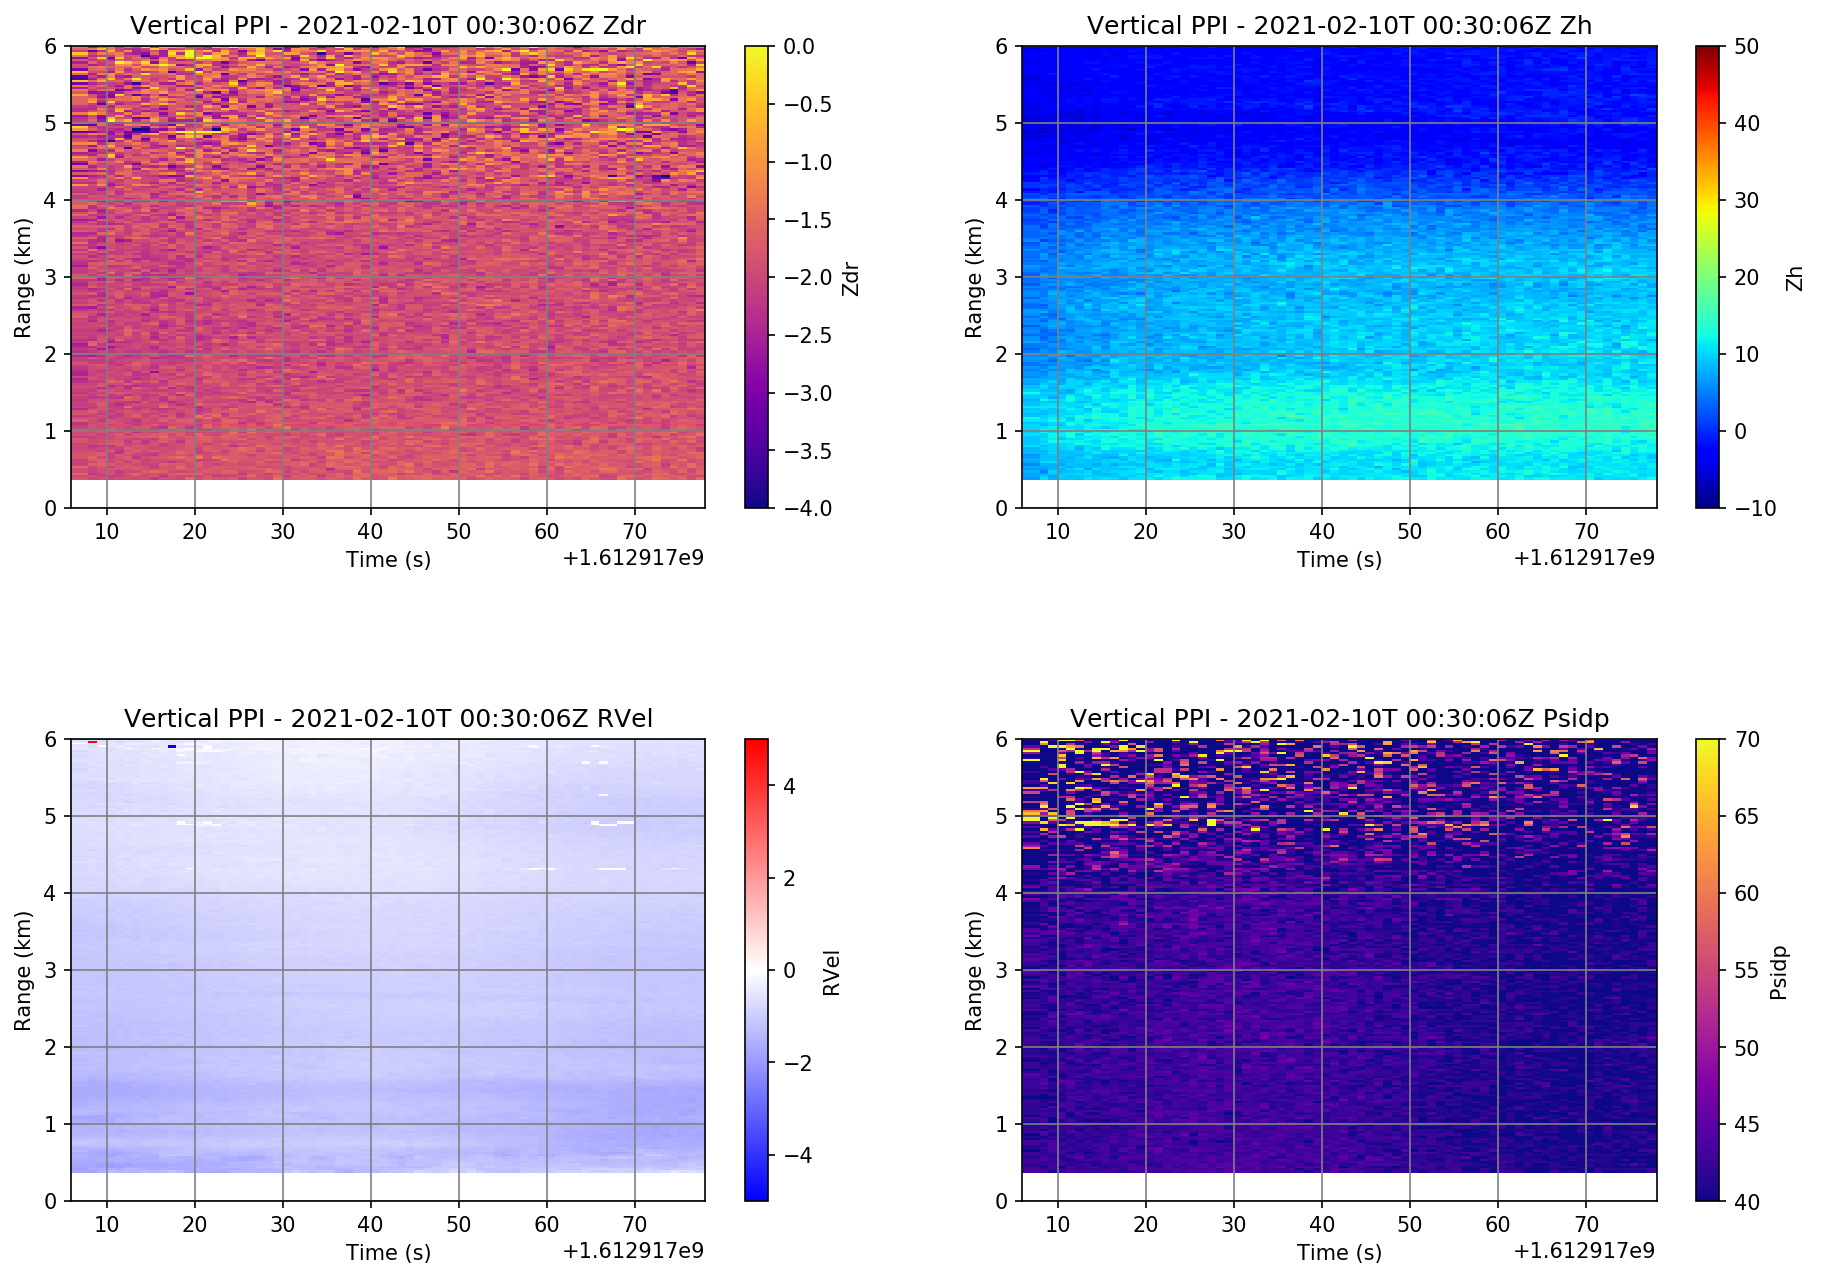 Vertical PPI - 2021-02-10T 00:30:06Z Zdr
6
5
4
3
2
1
0
Range (km)
10 20 30 40 50 60 70
Time (s)
+1.612917e9
0.0
−0.5
−1.0
−1.5
−2.0
−2.5
−3.0
−3.5
−4.0
Zdr
Vertical PPI - 2021-02-10T 00:30:06Z Zh
6
5
4
3
2
1
0
Range (km)
10 20 30 40 50 60 70
Time (s)
+1.612917e9
50
40
30
20
10
0
−10
Zh
Vertical PPI - 2021-02-10T 00:30:06Z RVel
6
5
4
3
2
1
0
Range (km)
10 20 30 40 50 60 70
Time (s)
+1.612917e9
4
2
0
−2
−4
RVel
Vertical PPI - 2021-02-10T 00:30:06Z Psidp
6
5
4
3
2
1
0
Range (km)
10 20 30 40 50 60 70
Time (s)
+1.612917e9
70
65
60
55
50
45
40
Psidp